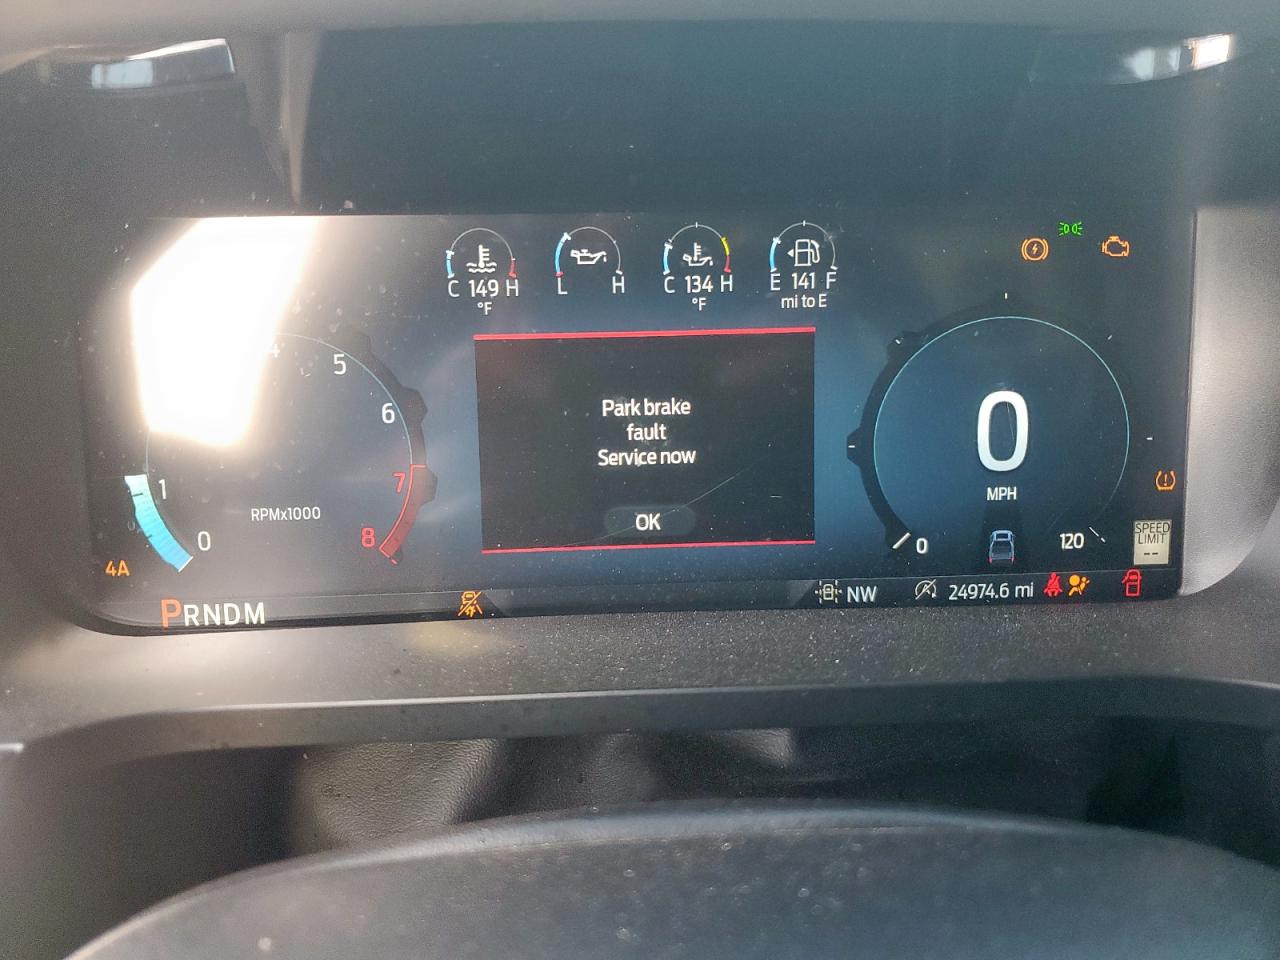 C 149 H
°F
L H
C 134 H
°F
E 141 F
mi to E
5
6
7
8
1
0
RPMx1000
Park brake
fault
Service now
OK
0
MPH
0
120
SPEED
LIMIT
--
4A
PRNDM
NW
24974.6 mi